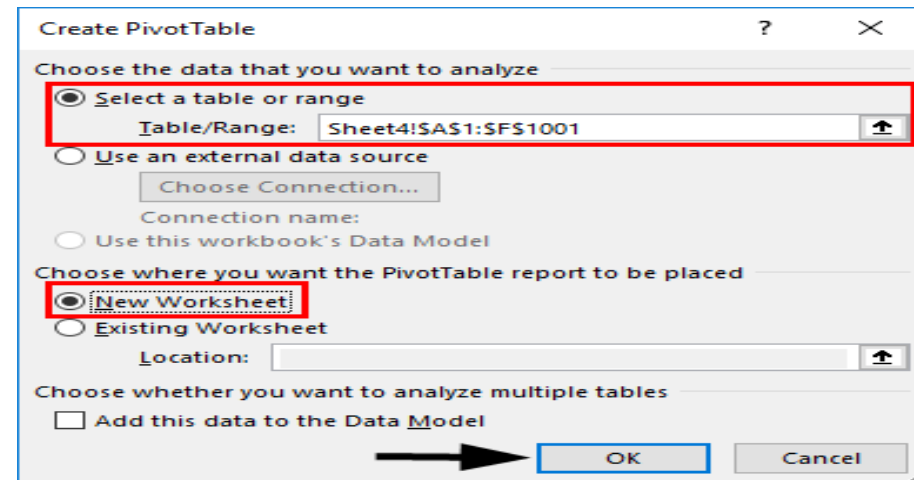 Create PivotTable ?
Choose the data that you want to analyze
Select a table or range
Table/Range: Sheet4!$A$1:$F$1001
Use an external data source
Choose Connection...
Connection name:
Use this workbook's Data Model
Choose where you want the PivotTable report to be placed
New Worksheet
Existing Worksheet
Location:
Choose whether you want to analyze multiple tables
Add this data to the Data Model
OK Cancel